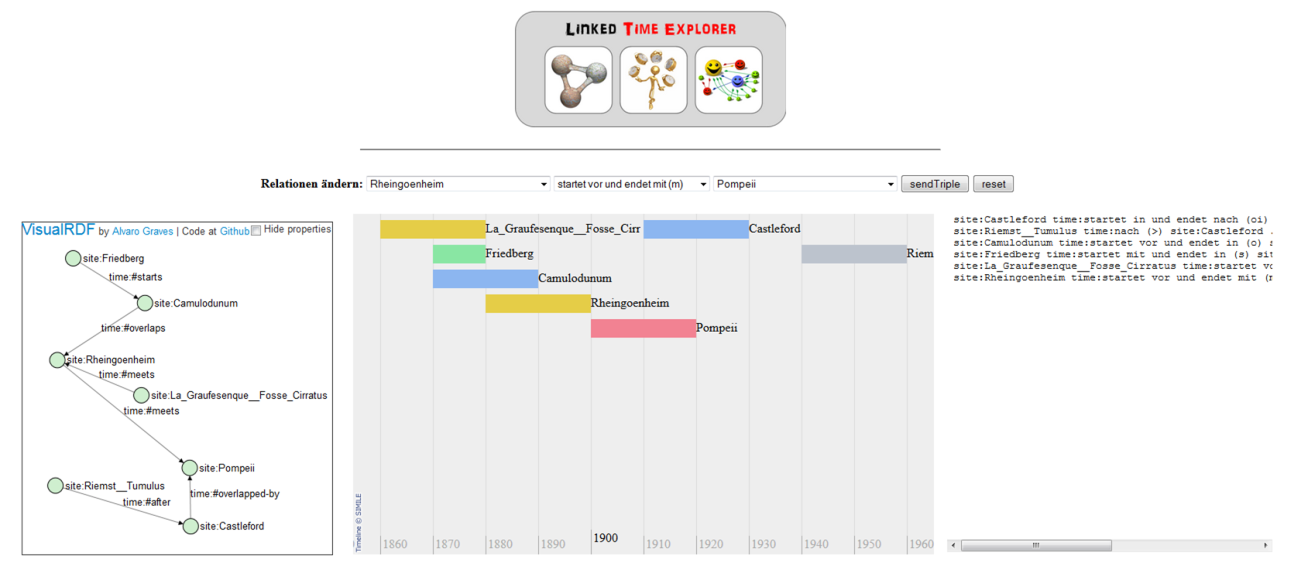 Linked Time Explorer
Relationen ändern: Rheingoenheim startet vor und endet mit (m) Pompeii sendTriple reset
VisualRDF by Alvaro Graves | Code at Github Hide properties
site:Friedberg
time:#starts
site:Camulodunum
time:#overlaps
site:Rheingoenheim
time:#meets
site:La_Graufesenque__Fosse_Cirratus
time:#meets
site:Pompeii
site:Riemst__Tumulus
time:#overlapped-by
time:#after
site:Castleford
La_Graufesenque__Fosse_Cirr
Castleford
Friedberg
Riem
Camulodunum
Rheingoenheim
Pompeii
Timeline © SIMILE
1860 1870 1880 1890 1900 1910 1920 1930 1940 1950 1960
site:Castleford time:startet in und endet nach (oi)
site:Riemst__Tumulus time:nach (>) site:Castleford .
site:Camulodunum time:startet vor und endet in (o) s
site:Friedberg time:startet mit und endet in (s) sit
site:La_Graufesenque__Fosse_Cirratus time:startet vo
site:Rheingoenheim time:startet vor und endet mit (m